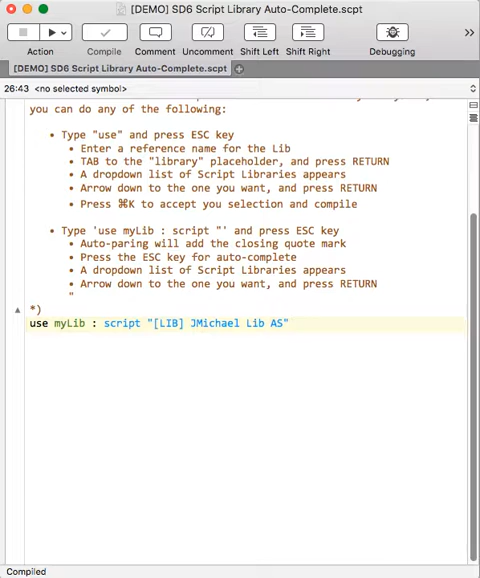 [DEMO] SD6 Script Library Auto-Complete.scpt
Action Compile Comment Uncomment Shift Left Shift Right Debugging
[DEMO] SD6 Script Library Auto-Complete.scpt
26:43 <no selected symbol>
you can do any of the following:
• Type "use" and press ESC key
• Enter a reference name for the Lib
• TAB to the "library" placeholder, and press RETURN
• A dropdown list of Script Libraries appears
• Arrow down to the one you want, and press RETURN
• Press ⌘K to accept you selection and compile
• Type 'use myLib : script "' and press ESC key
• Auto-paring will add the closing quote mark
• Press the ESC key for auto-complete
• A dropdown list of Script Libraries appears
• Arrow down to the one you want, and press RETURN
"
*)
use myLib : script "[LIB] JMichael Lib AS"
Compiled